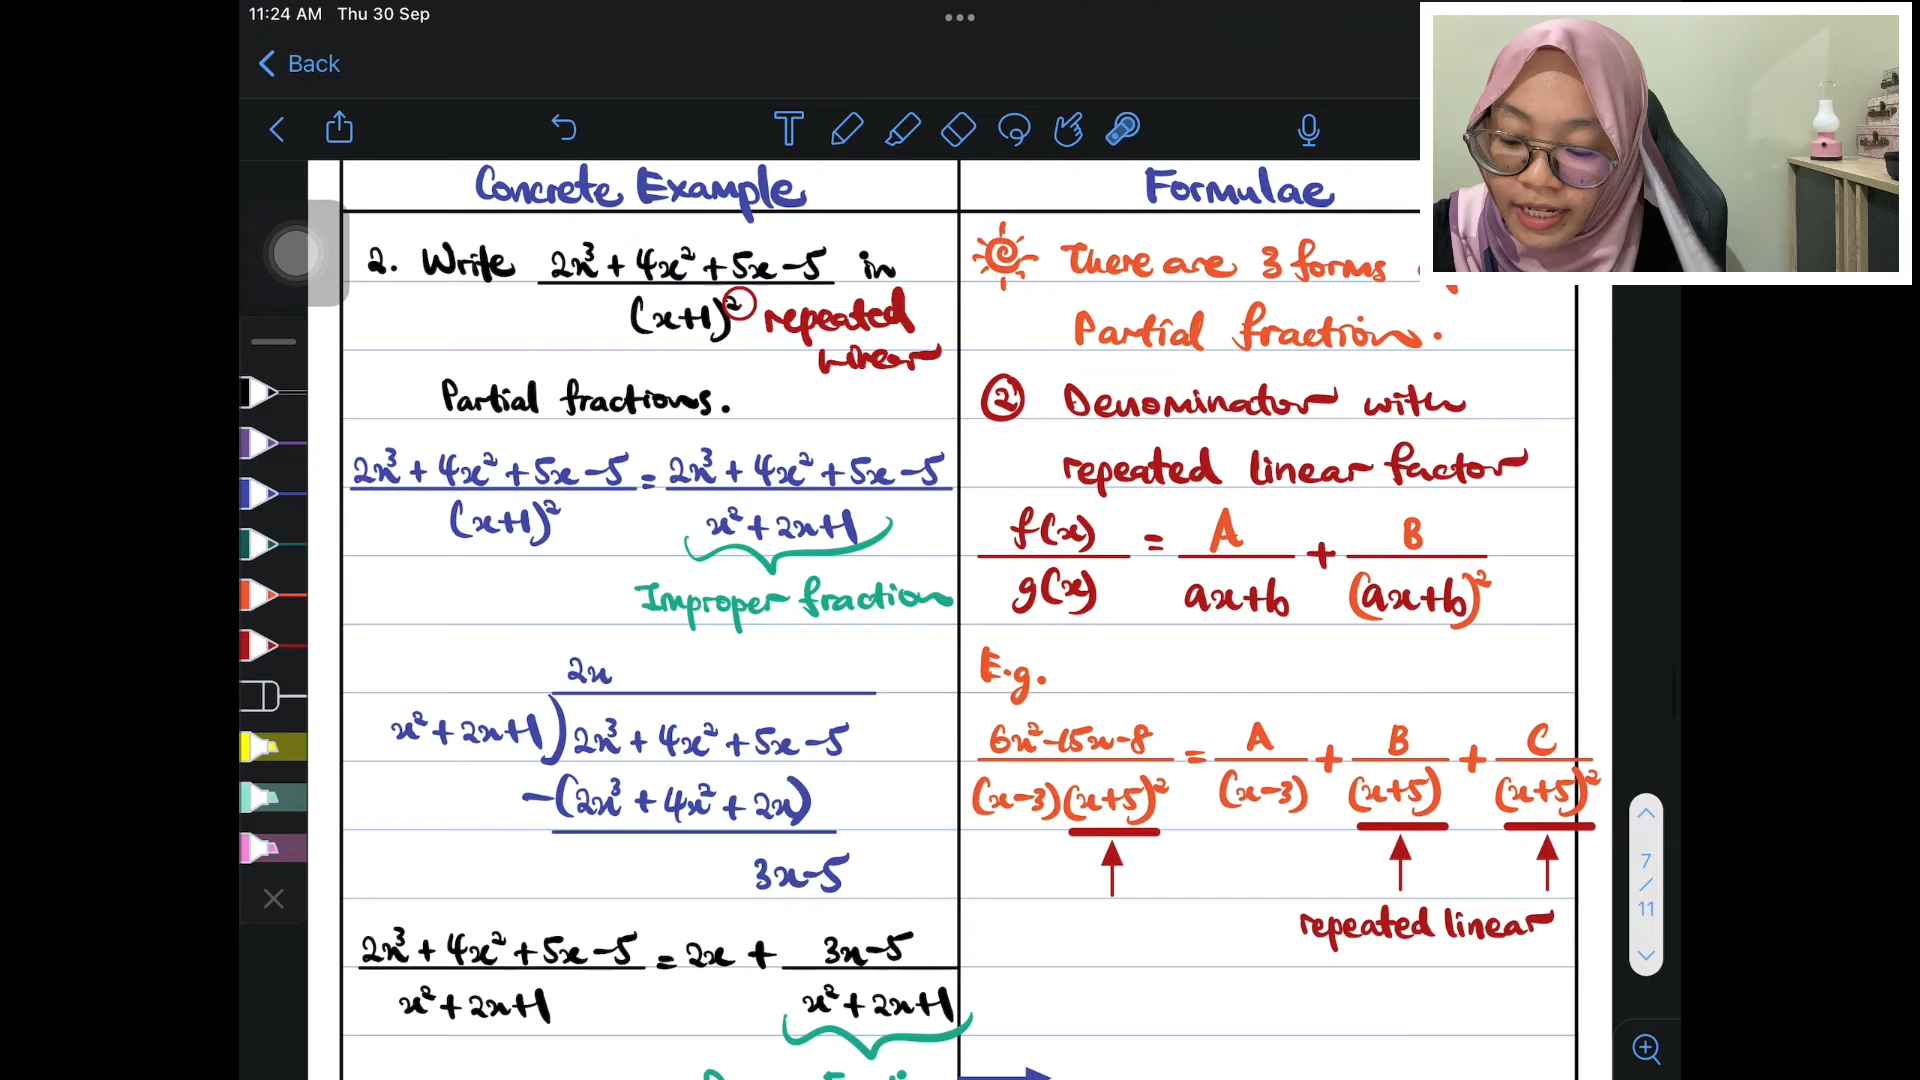 11:24 AM Thu 30 Sep
Back
Concrete Example
2. Write 2x³ + 4x² + 5x - 5 / (x+1)² in
repeated
linear
Partial fractions.
2x³ + 4x² + 5x - 5 / (x+1)² = 2x³ + 4x² + 5x - 5 / x² + 2x + 1
Improper fraction
2x
x² + 2x + 1 ) 2x³ + 4x² + 5x - 5
-(2x³ + 4x² + 2x)
3x - 5
2x³ + 4x² + 5x - 5 / x² + 2x + 1 = 2x + 3x - 5 / x² + 2x + 1
Formulae
There are 3 forms
Partial fraction.
② Denominator with
repeated linear factor
f(x) / g(x) = A / ax+b + B / (ax+b)²
E.g.
6x² - 15x - 8 / (x-3)(x+5)² = A / (x-3) + B / (x+5) + C / (x+5)²
repeated linear
7
/
11